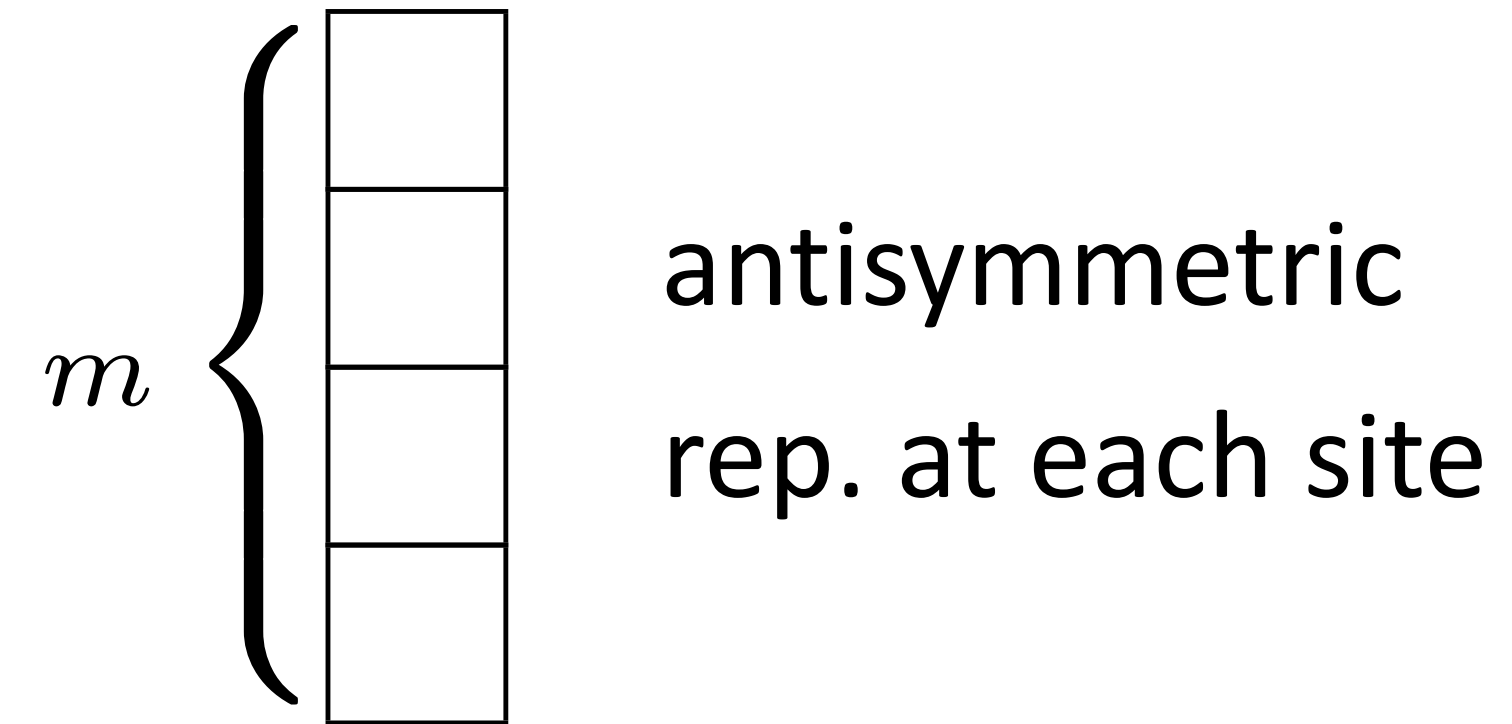 antisymmetric
m
rep. at each site